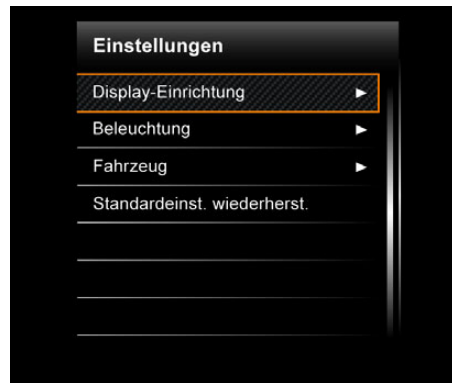 Einstellungen
Display-Einrichtung
Beleuchtung
Fahrzeug
Standardeinst. wiederherst.